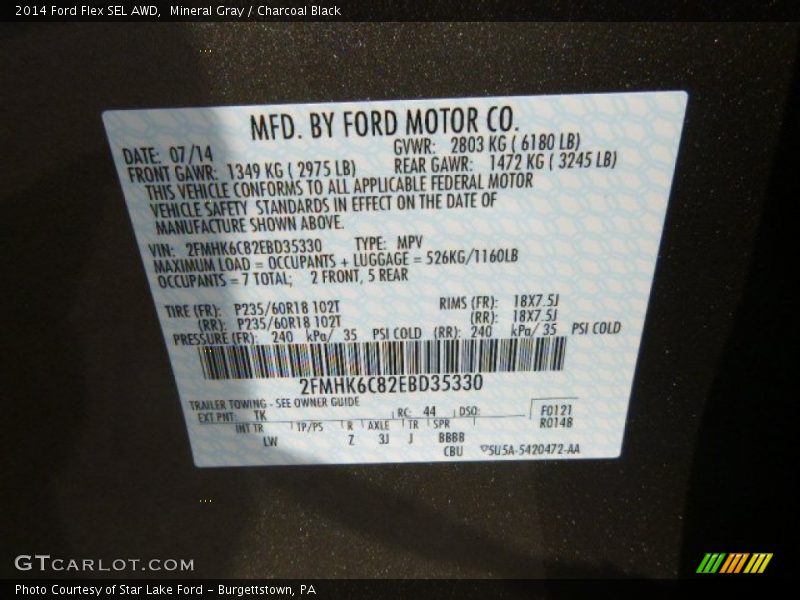 2014 Ford Flex SEL AWD,  Mineral Gray / Charcoal Black
MFD. BY FORD MOTOR CO.
DATE: 07/14 GVWR: 2803 KG ( 6180 LB)
FRONT GAWR: 1349 KG ( 2975 LB) REAR GAWR: 1472 KG ( 3245 LB)
THIS VEHICLE CONFORMS TO ALL APPLICABLE FEDERAL MOTOR
VEHICLE SAFETY STANDARDS IN EFFECT ON THE DATE OF
MANUFACTURE SHOWN ABOVE.
VIN: 2FMHK6C82EBD35330 TYPE: MPV
MAXIMUM LOAD = OCCUPANTS + LUGGAGE = 526KG/1160LB
OCCUPANTS = 7 TOTAL; 2 FRONT, 5 REAR
TIRE (FR): P235/60R18 102T RIMS (FR): 18X7.5J
(RR): P235/60R18 102T (RR): 18X7.5J
PRESSURE (FR): 240 kPa/ 35 PSI COLD (RR): 240 kPa/ 35 PSI COLD
2FMHK6C82EBD35330
TRAILER TOWING - SEE OWNER GUIDE
EXT PNT: TK RC: 44 DSO: F0121
INT TR TP/PS R AXLE TR SPR R0148
LW Z 3J J BBBB
CBU SU5A-5420472-AA
GTCARLOT.COM
Photo Courtesy of Star Lake Ford - Burgettstown, PA